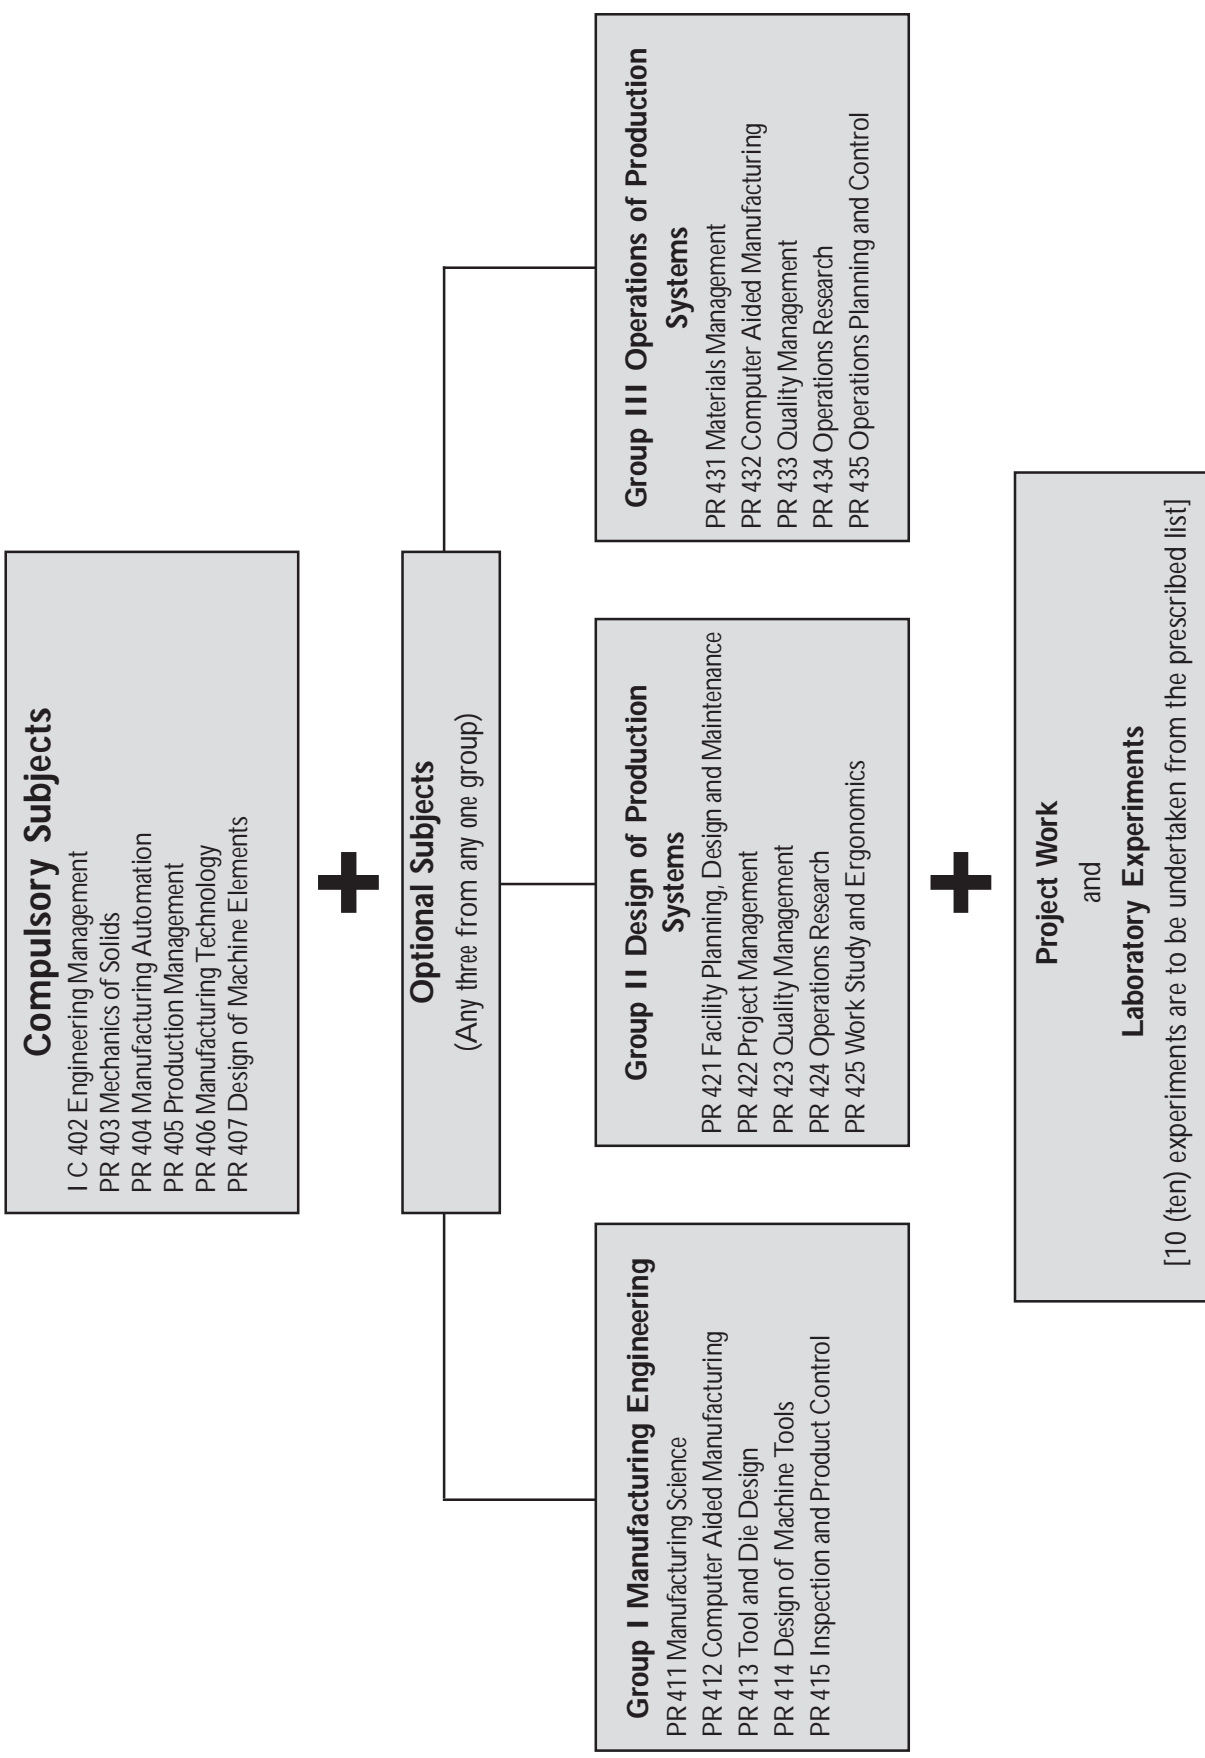 Compulsory Subjects
I C 402 Engineering Management
PR 403 Mechanics of Solids
PR 404 Manufacturing Automation
PR 405 Production Management
PR 406 Manufacturing Technology
PR 407 Design of Machine Elements
+
Optional Subjects
(Any three from any one group)
Group I Manufacturing Engineering
PR 411 Manufacturing Science
PR 412 Computer Aided Manufacturing
PR 413 Tool and Die Design
PR 414 Design of Machine Tools
PR 415 Inspection and Product Control
Group II Design of Production
Systems
PR 421 Facility Planning, Design and Maintenance
PR 422 Project Management
PR 423 Quality Management
PR 424 Operations Research
PR 425 Work Study and Ergonomics
Group III Operations of Production
Systems
PR 431 Materials Management
PR 432 Computer Aided Manufacturing
PR 433 Quality Management
PR 434 Operations Research
PR 435 Operations Planning and Control
+
Project Work
and
Laboratory Experiments
[10 (ten) experiments are to be undertaken from the prescribed list]